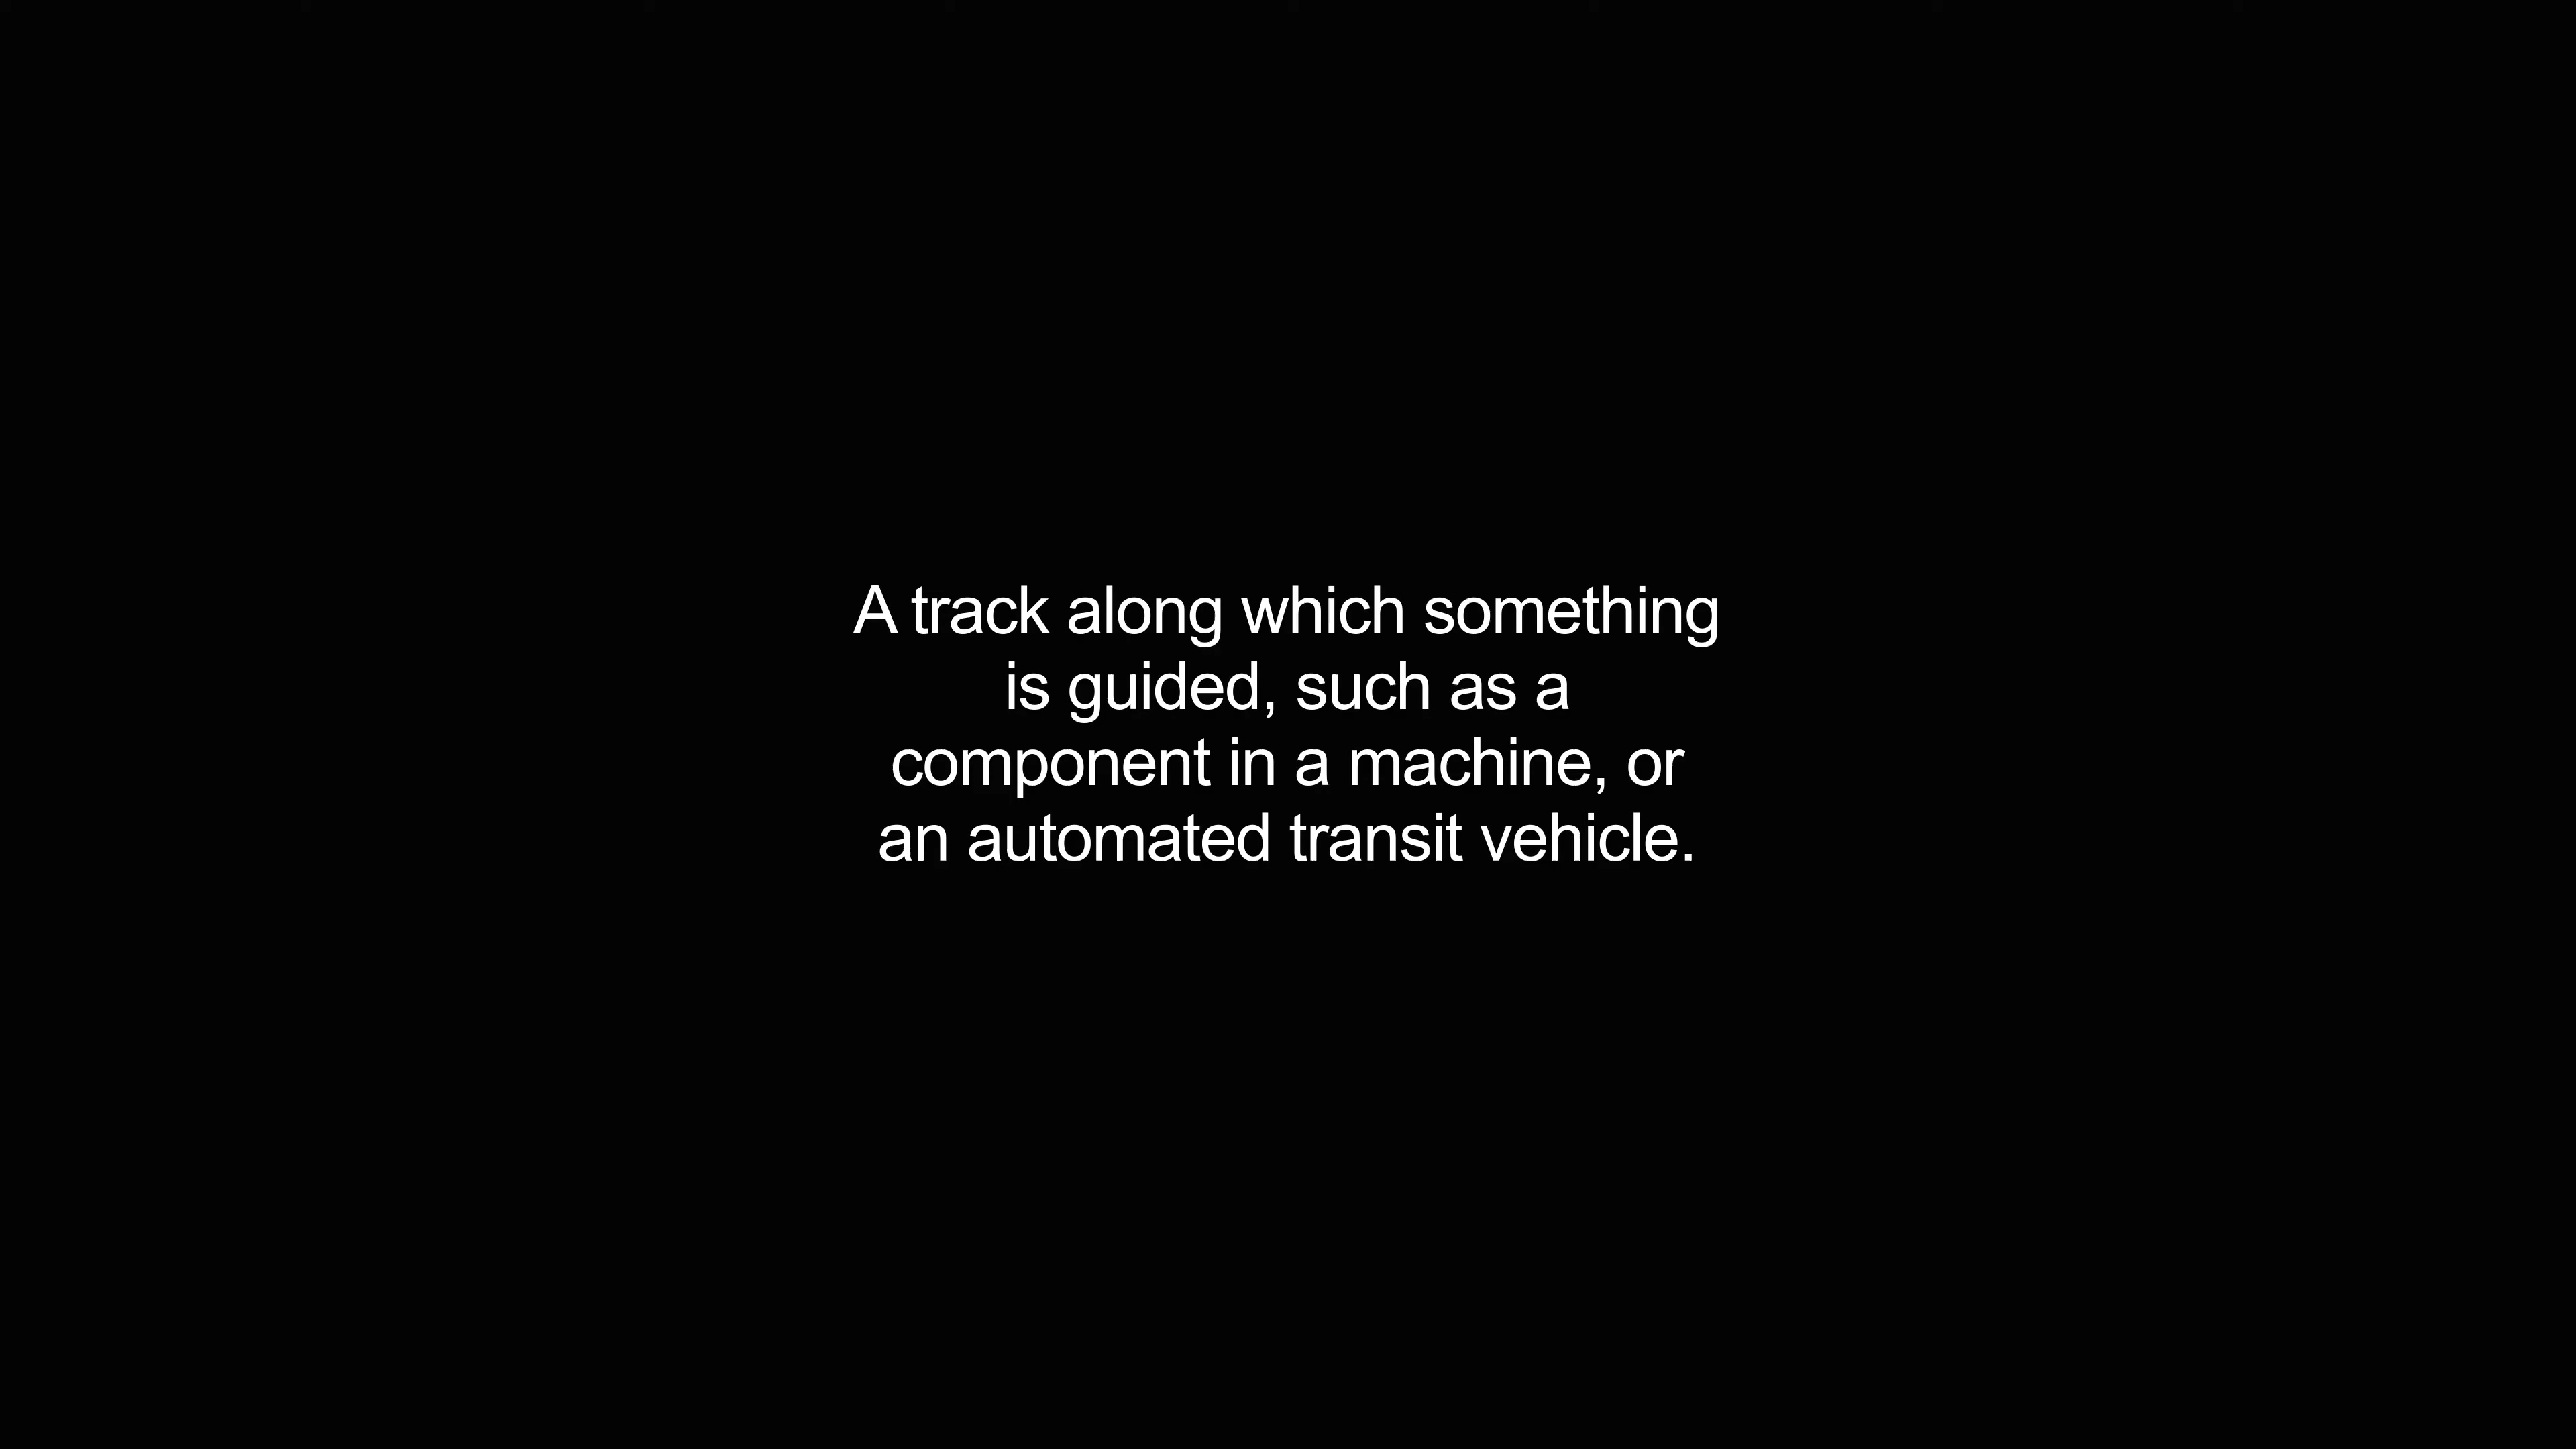 A track along which something
is guided, such as a
component in a machine, or
an automated transit vehicle.